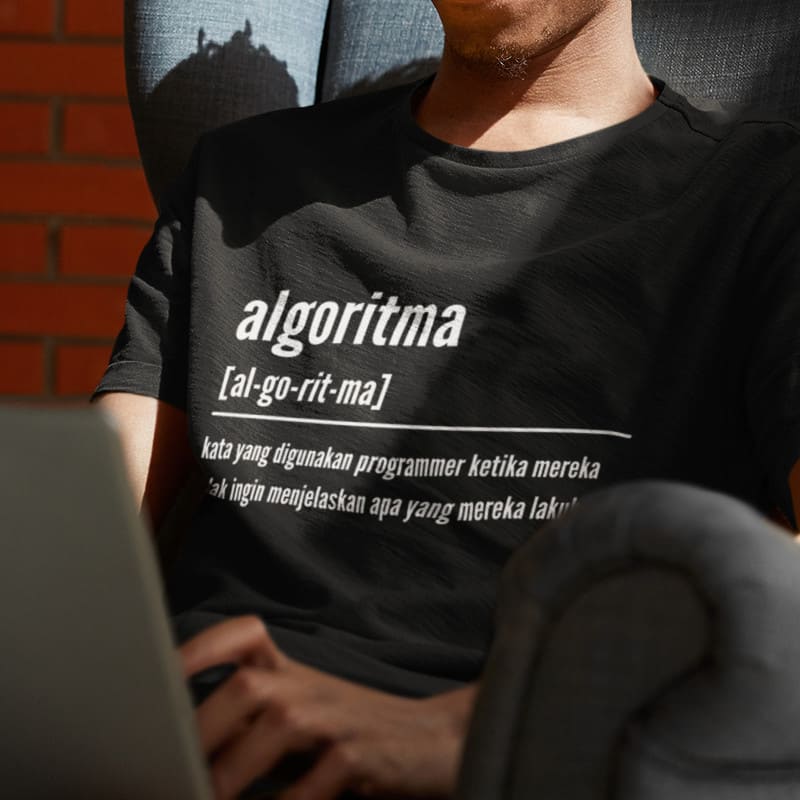 algoritma
[al-go-rit-ma]
kata yang digunakan programmer ketika mereka
ingin menjelaskan apa yang mereka